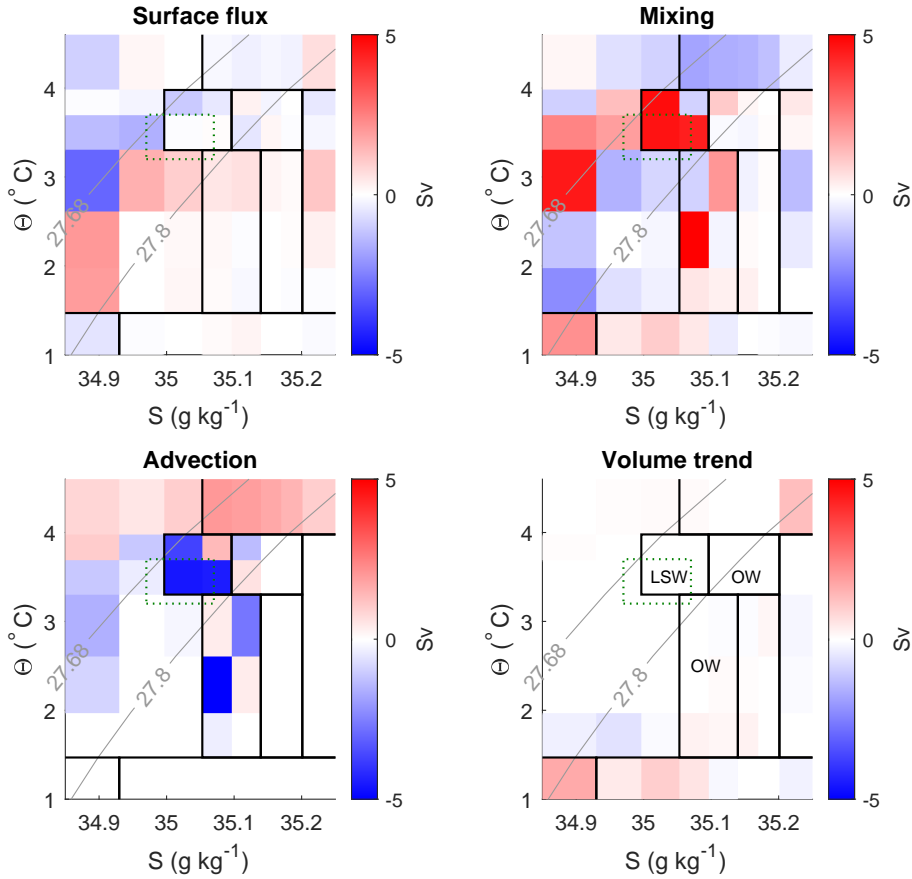 Surface flux
4
3
2
1
Θ (°C)
27.68
27.8
34.9
35
35.1
35.2
S (g kg⁻¹)
5
0
-5
Sv
Mixing
4
3
2
1
Θ (°C)
27.68
27.8
34.9
35
35.1
35.2
S (g kg⁻¹)
5
0
-5
Sv
Advection
4
3
2
1
Θ (°C)
27.68
27.8
34.9
35
35.1
35.2
S (g kg⁻¹)
5
0
-5
Sv
Volume trend
4
3
2
1
Θ (°C)
27.68
27.8
LSW
OW
OW
34.9
35
35.1
35.2
S (g kg⁻¹)
5
0
-5
Sv